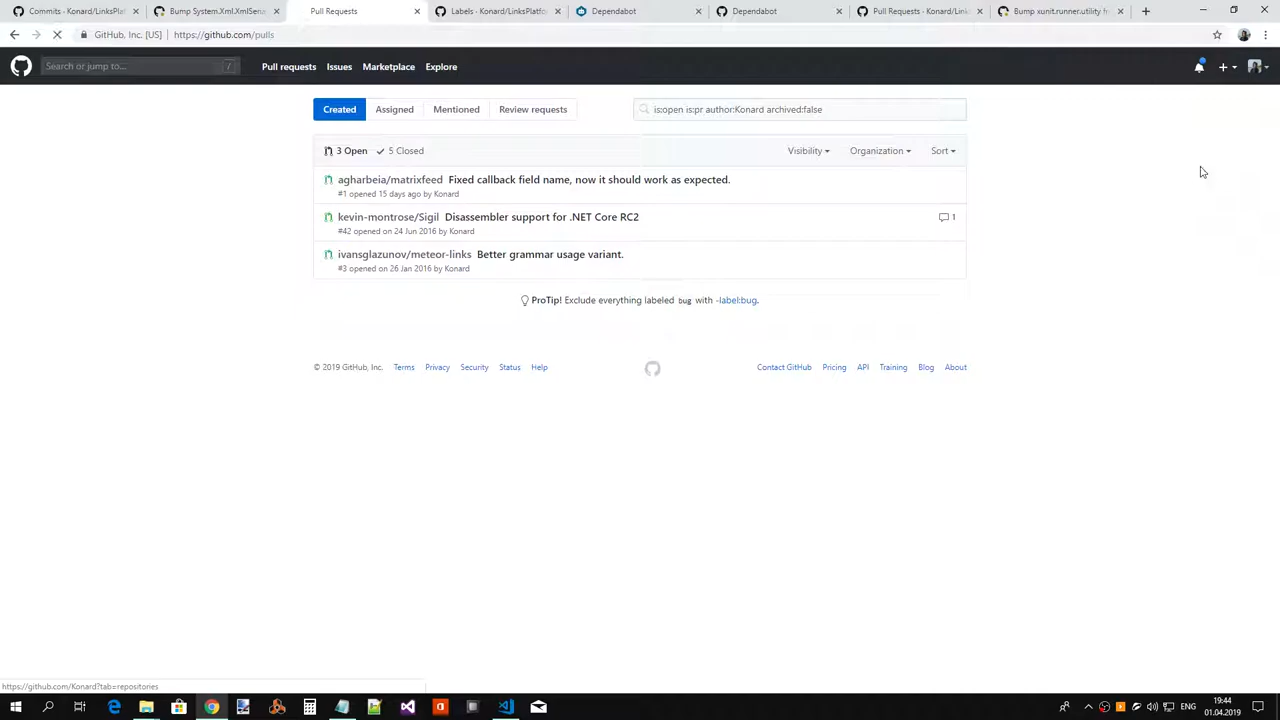 Commits · Konard/LinksPlatf
Bump System.Xml.XmlSeria
Pull Requests
Labels · Konard/LinksPlatfo
Dependabot
Dependabot
Pull Requests · Konard/Link
Bump xunit.runner.utility fr
GitHub, Inc. [US] | https://github.com/pulls
Search or jump to... /
Pull requests Issues Marketplace Explore
Created Assigned Mentioned Review requests
is:open is:pr author:Konard archived:false
3 Open 5 Closed
Visibility Organization Sort
agharbeia/matrixfeed Fixed callback field name, now it should work as expected.
#1 opened 15 days ago by Konard
kevin-montrose/Sigil Disassembler support for .NET Core RC2 1
#42 opened on 24 Jun 2016 by Konard
ivansglazunov/meteor-links Better grammar usage variant.
#3 opened on 26 Jan 2016 by Konard
ProTip! Exclude everything labeled bug with -label:bug.
© 2019 GitHub, Inc. Terms Privacy Security Status Help
Contact GitHub Pricing API Training Blog About
https://github.com/Konard?tab=repositories
ENG
19:44
01.04.2019